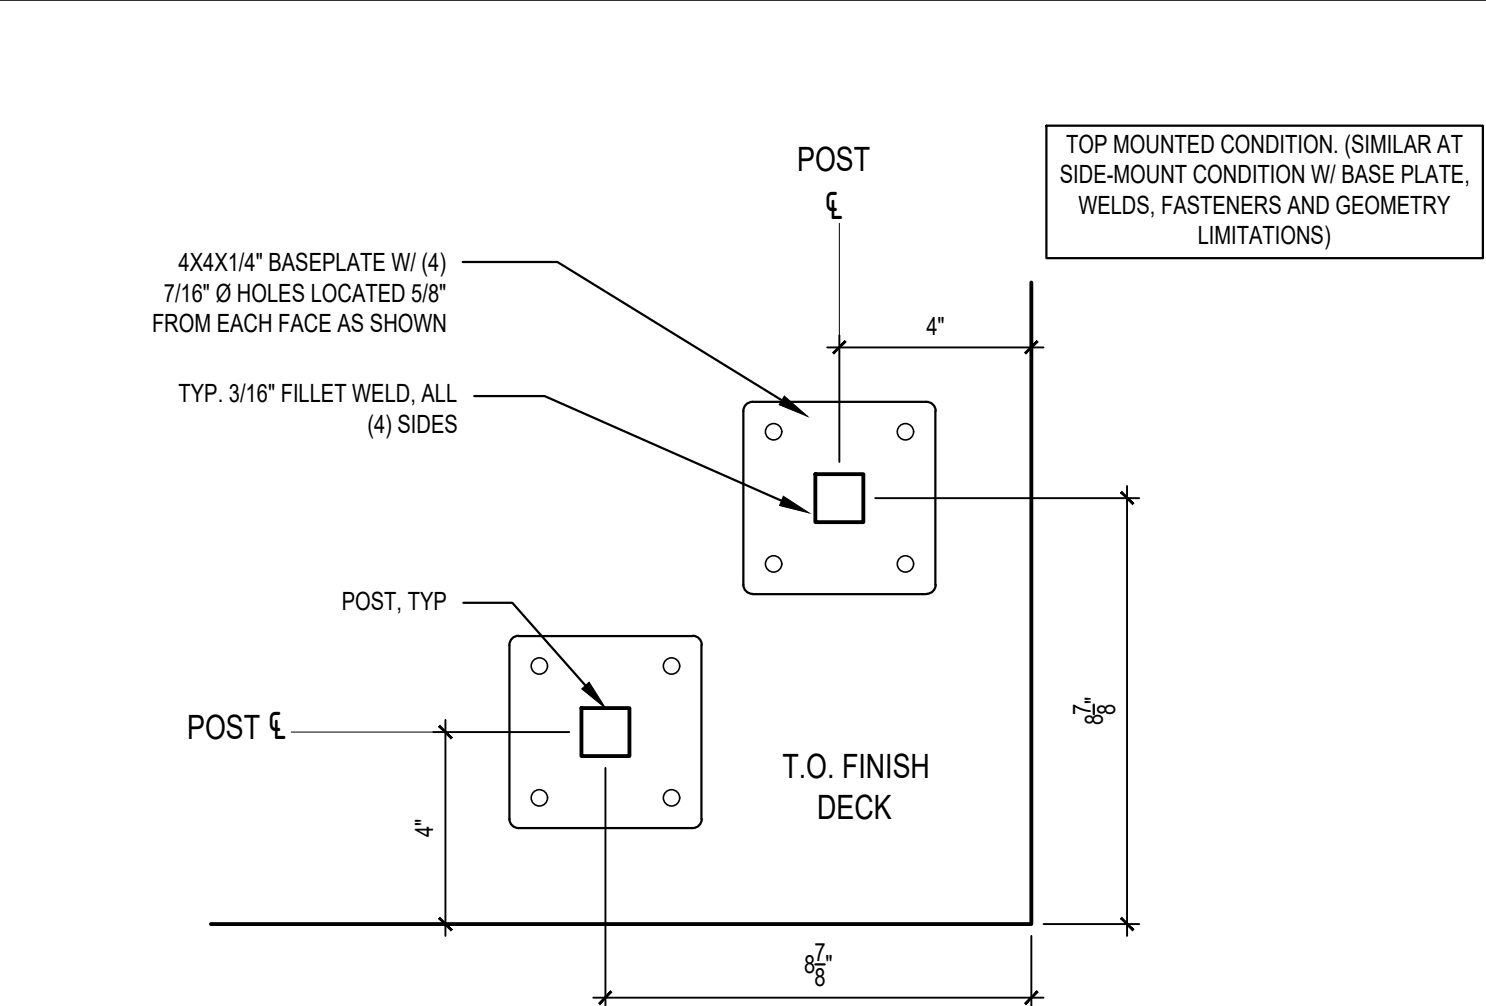 POST
℄
TOP MOUNTED CONDITION. (SIMILAR AT
SIDE-MOUNT CONDITION W/ BASE PLATE,
WELDS, FASTENERS AND GEOMETRY
LIMITATIONS)
4X4X1/4" BASEPLATE W/ (4)
7/16" Ø HOLES LOCATED 5/8"
FROM EACH FACE AS SHOWN
4"
TYP. 3/16" FILLET WELD, ALL
(4) SIDES
POST, TYP
POST ℄
8 7/8"
T.O. FINISH
DECK
4"
8 7/8"